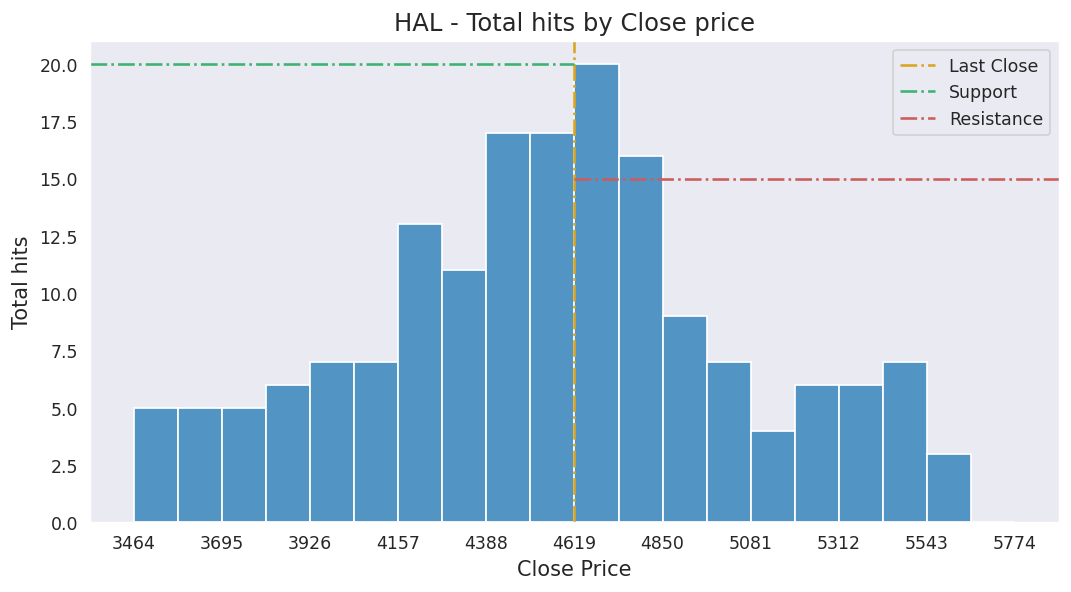 HAL - Total hits by Close price
Last Close
Support
Resistance
20.0
17.5
15.0
12.5
10.0
7.5
5.0
2.5
0.0
Total hits
3464 3695 3926 4157 4388 4619 4850 5081 5312 5543 5774
Close Price